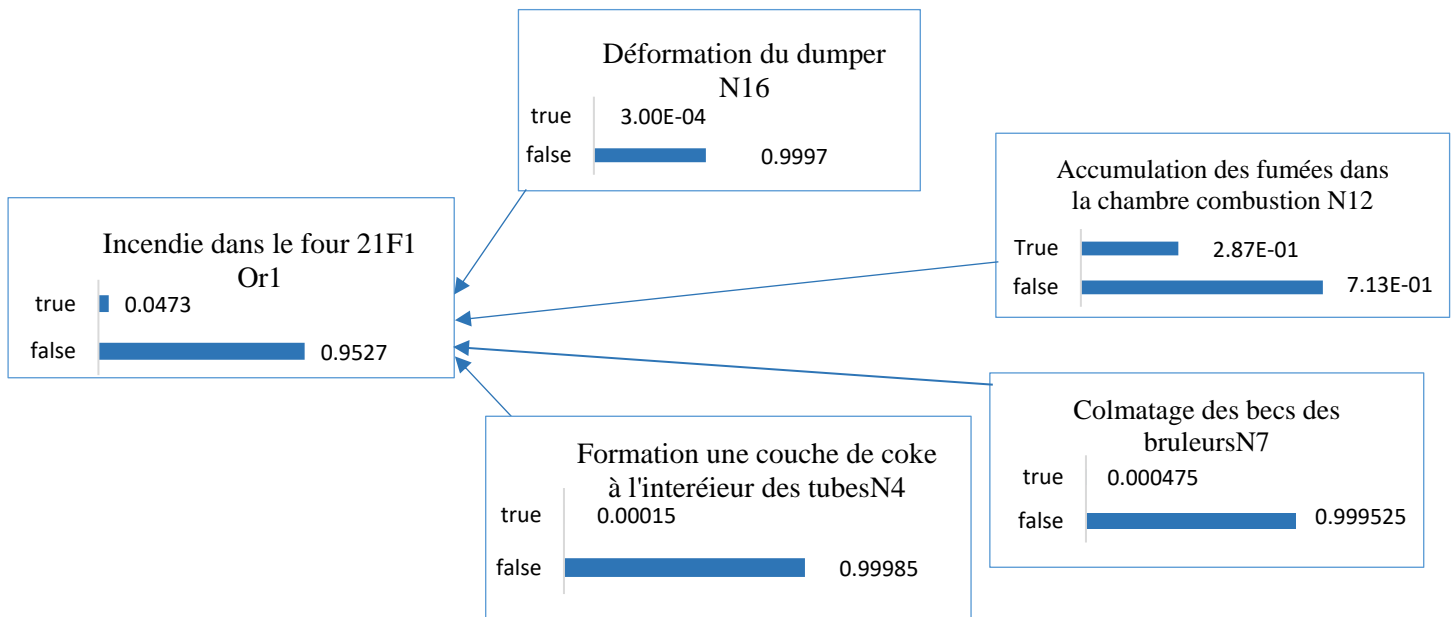 Déformation du dumper
N16
true 3.00E-04
false 0.9997
Accumulation des fumées dans
la chambre combustion N12
True 2.87E-01
false 7.13E-01
Incendie dans le four 21F1
Or1
true 0.0473
false 0.9527
Colmatage des becs des
bruleursN7
true 0.000475
false 0.999525
Formation une couche de coke
à l'interéieur des tubesN4
true 0.00015
false 0.99985